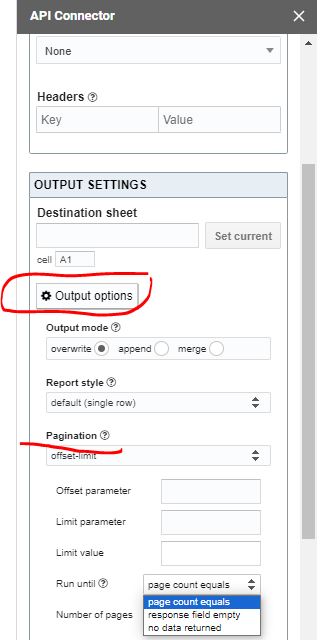 API Connector
None
Headers
Key Value
OUTPUT SETTINGS
Destination sheet
Set current
cell A1
Output options
Output mode
overwrite append merge
Report style
default (single row)
Pagination
offset-limit
Offset parameter
Limit parameter
Limit value
Run until page count equals
page count equals
response field empty
Number of pages
no data returned